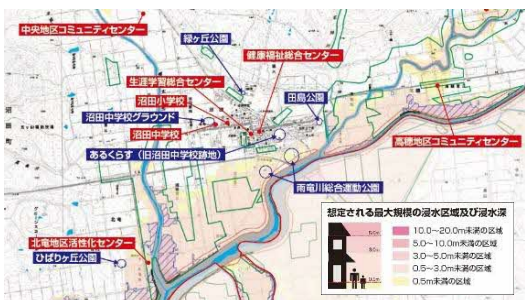 中央地区コミュニティセンター
緑ヶ丘公園
健康福祉総合センター
生涯学習総合センター
沼田小学校
沼田中学校グラウンド
沼田中学校
あるくらす（旧沼田中学校跡地）
田島公園
高穂地区コミュニティセンター
雨竜川総合運動公園
北竜地区活性化センター
ひばりヶ丘公園
北竜
想定される最大規模の浸水区域及び浸水深
10.0～20.0m未満の区域
5.0～10.0m未満の区域
3.0～5.0m未満の区域
0.5～3.0m未満の区域
0.5m未満の区域